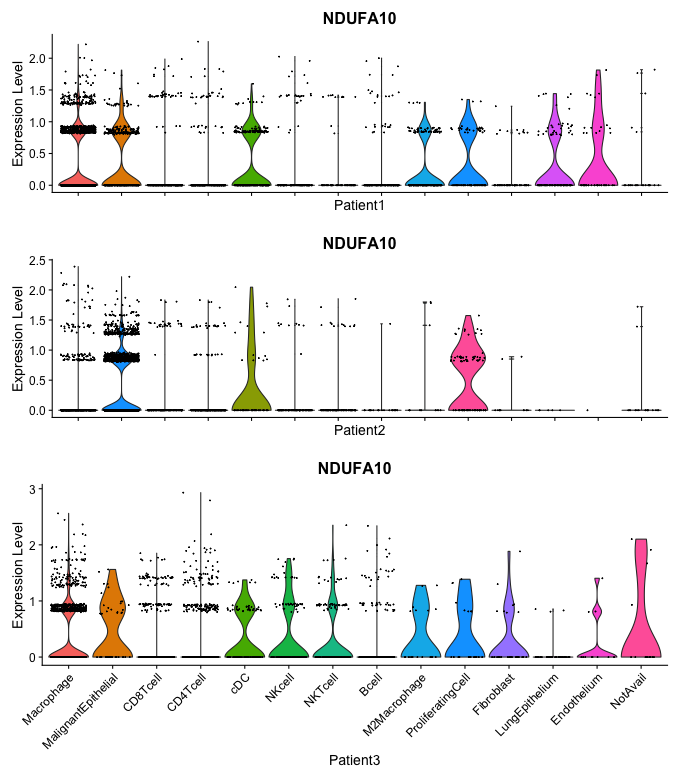 NDUFA10
Expression Level
2.0
1.5
1.0
0.5
0.0
Patient1
NDUFA10
Expression Level
2.5
2.0
1.5
1.0
0.5
0.0
Patient2
NDUFA10
Expression Level
3
2
1
0
Macrophage
MalignantEpithelial
CD8Tcell
CD4Tcell
cDC
NKcell
NKTcell
Bcell
M2Macrophage
ProliferatingCell
Fibroblast
LungEpithelium
Endothelium
NotAvail
Patient3